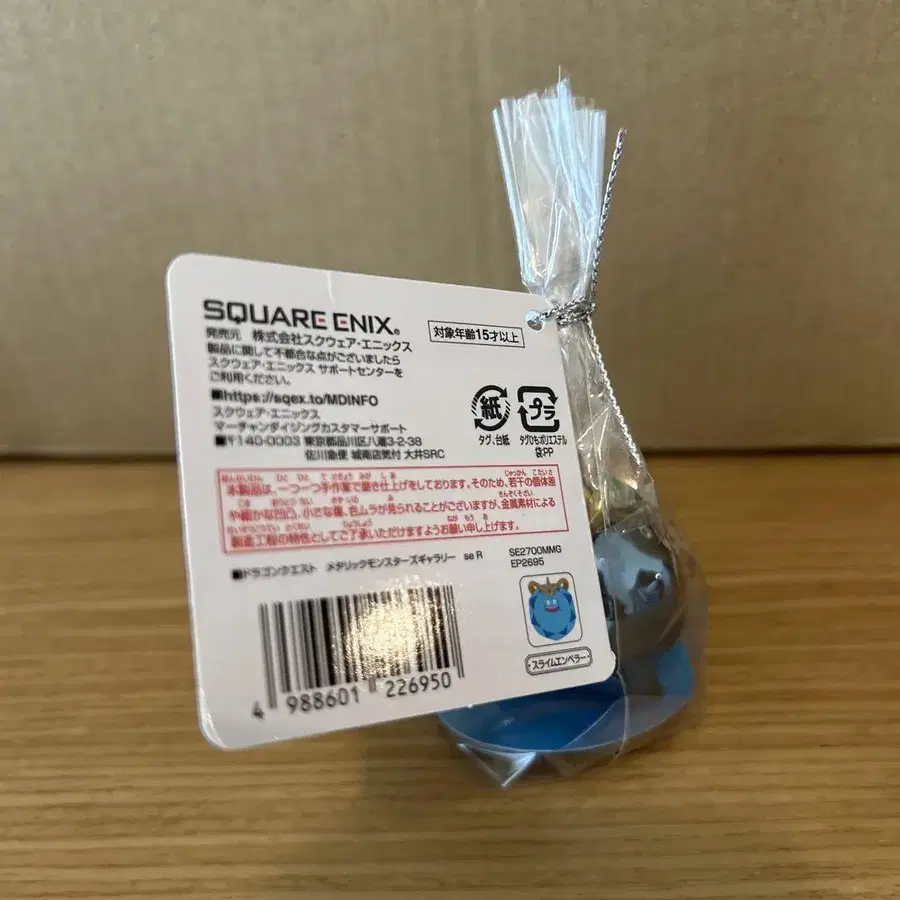 SQUARE ENIX®
発売元 株式会社スクウェア・エニックス
製品に関して不都合な点がございましたら
スクウェア・エニックス サポートセンターを
ご利用ください。
■https://sqex.to/MDINFO
スクウェア・エニックス
マーチャンダイジングカスタマーサポート
■〒140-0003 東京都品川区八潮3-2-38
佐川急便 城南店気付 大井SRC
対象年齢15才以上
紙
プラ
タグ、台紙
タグひもポリエステル
袋PP
本製品は、一つ一つ手作業で磨き仕上げをしております。そのため、若干の個体差
や細かな凹凸、小さな傷、色ムラが見られることがございますが、金属素材による
製造工程の特色としてご了承いただけますようお願い申し上げます。
■ドラゴンクエスト メタリックモンスターズギャラリー se R
SE2700MMG
EP2695
スライムエンペラー
4 988601 226950